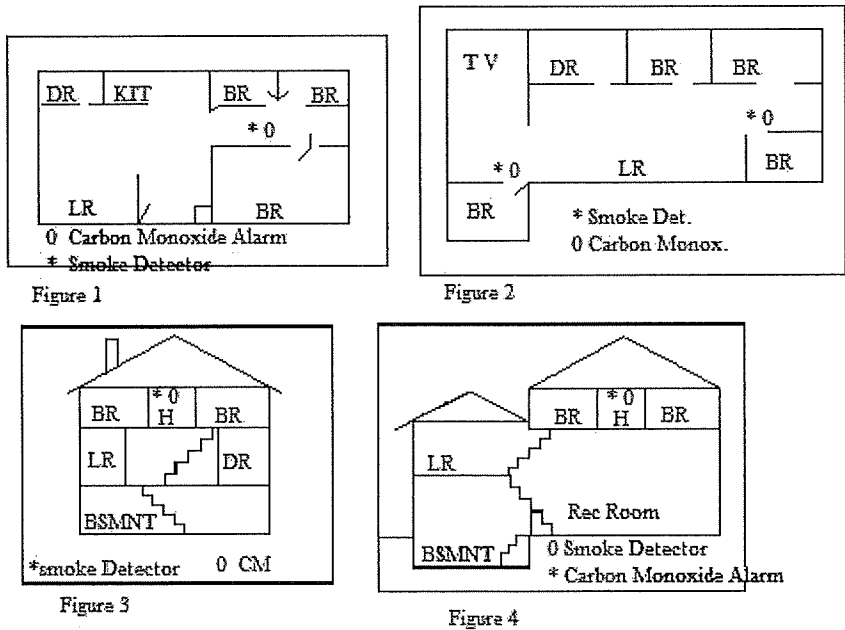 DR KIT BR BR
* 0
LR BR
0 Carbon Monoxide Alarm
* Smoke Detector
Figure 1
T V DR BR BR
* 0
* 0 LR BR
BR
* Smoke Det.
0 Carbon Monox.
Figure 2
* 0
BR H BR
LR DR
BSMNT
*smoke Detector 0 CM
Figure 3
* 0
BR H BR
LR
Rec Room
BSMNT
0 Smoke Detector
* Carbon Monoxide Alarm
Figure 4